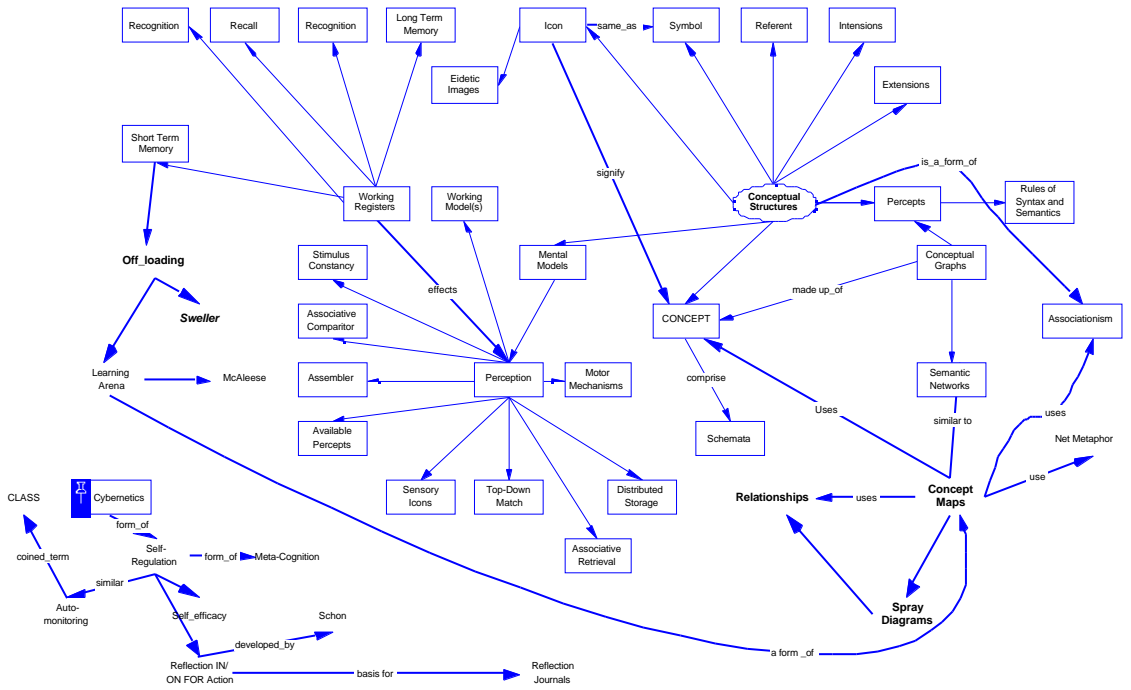 Recognition
Recall
Recognition
Long Term
Memory
Icon
same_as
Symbol
Referent
Intensions
Eidetic
Images
Extensions
Short Term
Memory
signify
is_a_form_of
Working
Registers
Working
Model(s)
Conceptual
Structures
Percepts
Rules of
Syntax and
Semantics
Off_loading
Stimulus
Constancy
Mental
Models
Conceptual
Graphs
effects
made up_of
Sweller
Associative
Comparitor
CONCEPT
Associationism
Learning
Arena
McAleese
Assembler
Perception
Motor
Mechanisms
comprise
Semantic
Networks
Uses
similar to
uses
Available
Percepts
Schemata
Net Metaphor
use
CLASS
Cybernetics
Sensory
Icons
Top-Down
Match
Distributed
Storage
Relationships
uses
Concept
Maps
form_of
coined_term
Self-
Regulation
form_of
Meta-Cognition
Associative
Retrieval
similar
Auto-
monitoring
Self_efficacy
Schon
Spray
Diagrams
developed_by
a form _of
Reflection IN/
ON FOR Action
basis for
Reflection
Journals